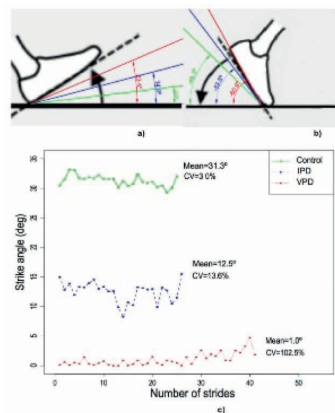 a)
b)
Control
IPD
VPD
Mean=31.3º
CV=3.0%
Mean=12.5º
CV=13.6%
Mean=1.0º
CV=102.5%
Strike angle (deg)
35
30
25
20
15
10
5
0
0
10
20
30
40
50
Number of strides
c)